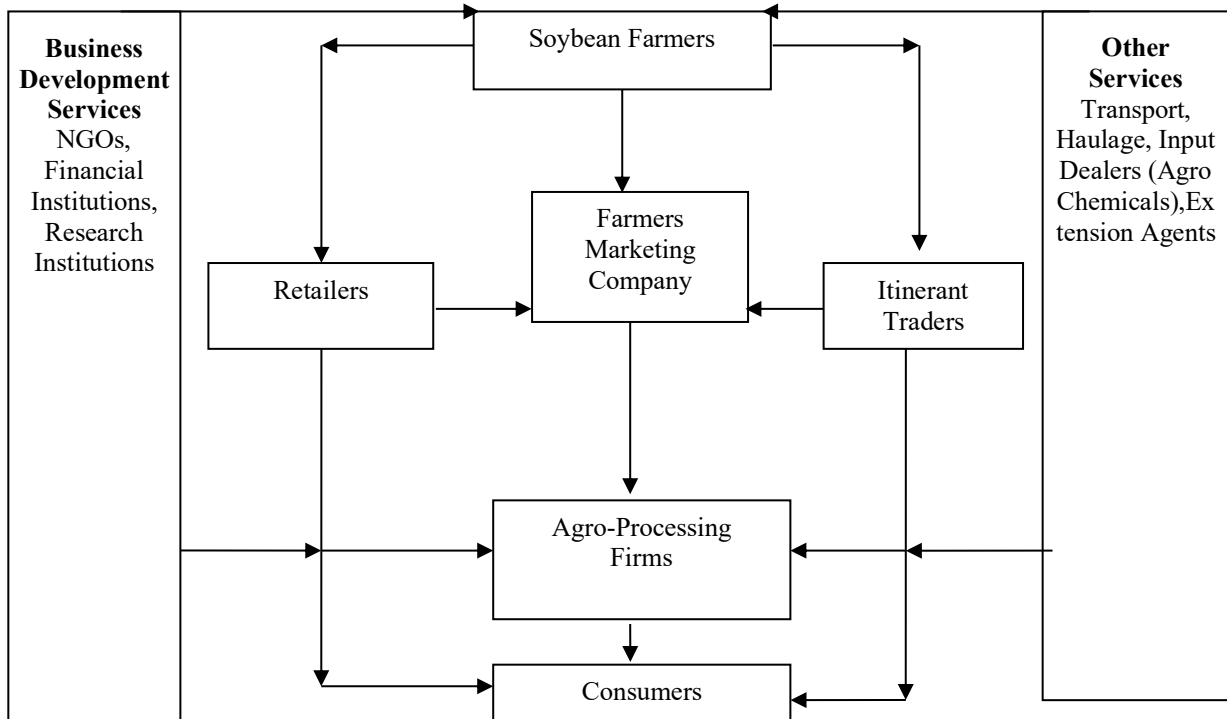 Business
Development
Services
NGOs,
Financial
Institutions,
Research
Institutions
Soybean Farmers
Other
Services
Transport,
Haulage, Input
Dealers (Agro
Chemicals),Ex
tension Agents
Farmers
Marketing
Company
Retailers
Itinerant
Traders
Agro-Processing
Firms
Consumers